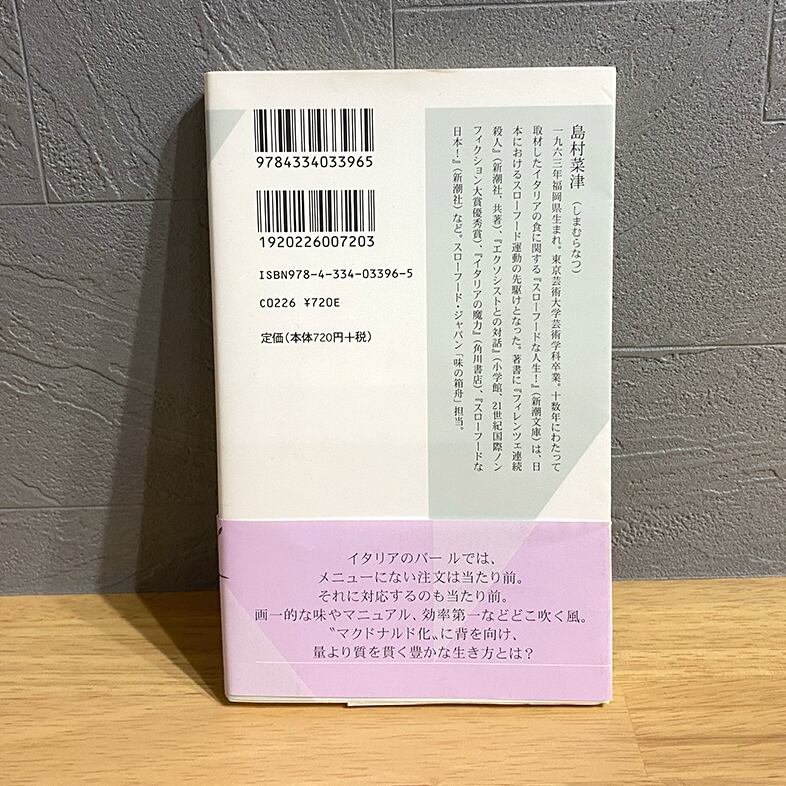 9784334033965
1920226007203
ISBN978-4-334-03396-5
C0226 ¥720E
定価(本体720円+税)
島村菜津(しまむらなつ)
一九六三年福岡県生まれ。東京芸術大学芸術学科卒業。十数年にわたって
取材したイタリアの食に関する『スローフードな人生!』(新潮文庫)は、日
本におけるスローフード運動の先駆けとなった。著書に『フィレンツェ連続
殺人』(新潮社、共著)、『エクソシストとの対話』(小学館、21世紀国際ノン
フィクション大賞優秀賞)、『イタリアの魔力』(角川書店)、『スローフードな
日本!』(新潮社)など。スローフード・ジャパン「味の箱舟」担当。
イタリアのバールでは、
メニューにない注文は当たり前。
それに対応するのも当たり前。
画一的な味やマニュアル、効率第一などどこ吹く風。
〝マクドナルド化〟に背を向け、
量より質を貫く豊かな生き方とは?